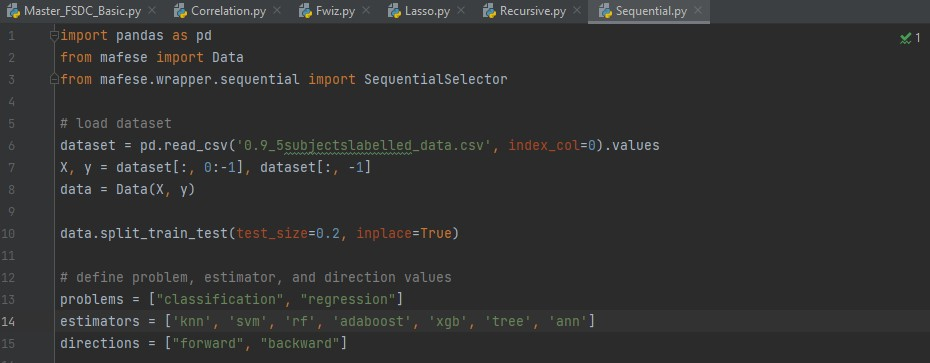 Master_FSDC_Basic.py Correlation.py Fwiz.py Lasso.py Recursive.py Sequential.py
1 import pandas as pd
2 from mafese import Data
3 from mafese.wrapper.sequential import SequentialSelector
4
5 # load dataset
6 dataset = pd.read_csv('0.9_5subjectslabelled_data.csv', index_col=0).values
7 X, y = dataset[:, 0:-1], dataset[:, -1]
8 data = Data(X, y)
9
10 data.split_train_test(test_size=0.2, inplace=True)
11
12 # define problem, estimator, and direction values
13 problems = ["classification", "regression"]
14 estimators = ['knn', 'svm', 'rf', 'adaboost', 'xgb', 'tree', 'ann']
15 directions = ["forward", "backward"]
1